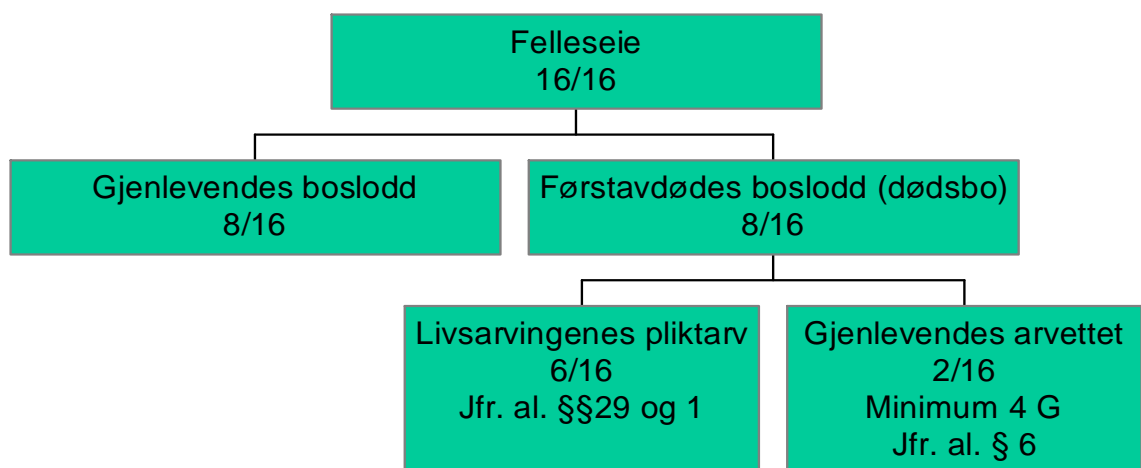 Felleseie
16/16
Gjenlevendes boslodd
8/16
Førstavdødes boslodd (dødsbo)
8/16
Livsarvingenes pliktarv
6/16
Jfr. al. §§29 og 1
Gjenlevendes arvettet
2/16
Minimum 4 G
Jfr. al. § 6